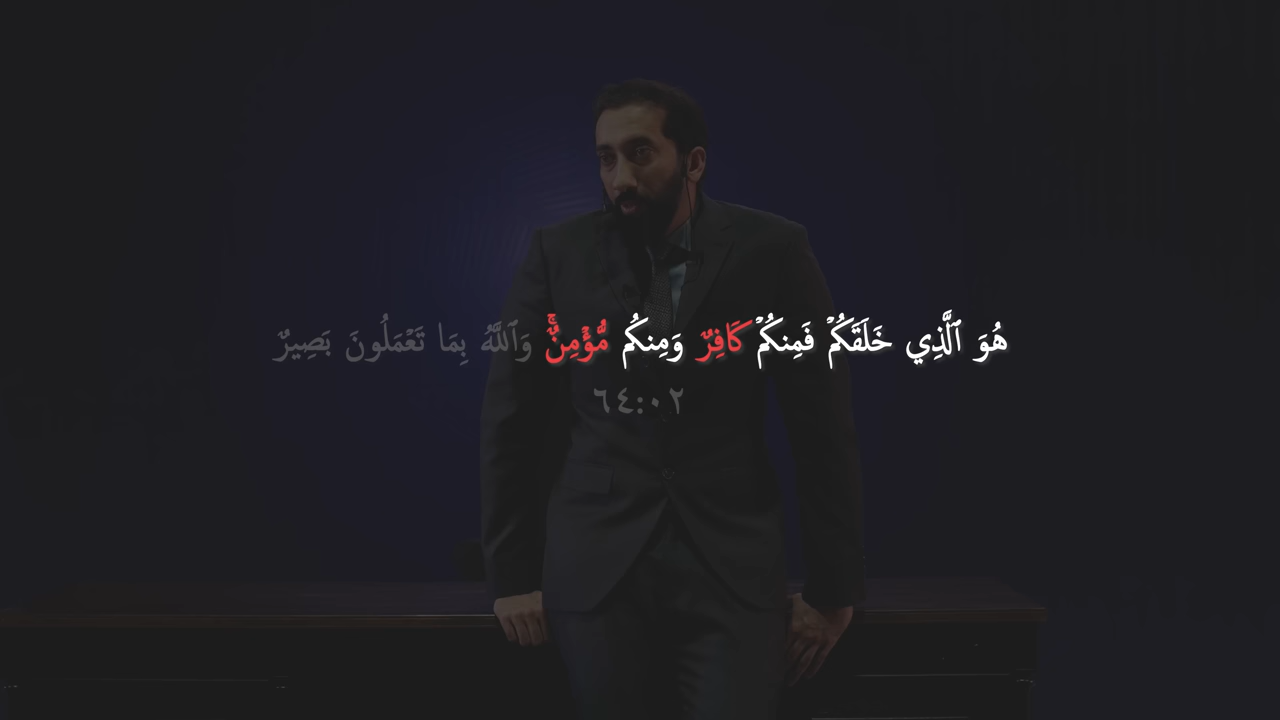 هُوَ ٱلَّذِي خَلَقَكُمْ فَمِنكُمْ كَافِرٌ وَمِنكُم مُّؤْمِنٌۚ وَٱللَّهُ بِمَا تَعْمَلُونَ بَصِيرٌ
٦٤:٠٢